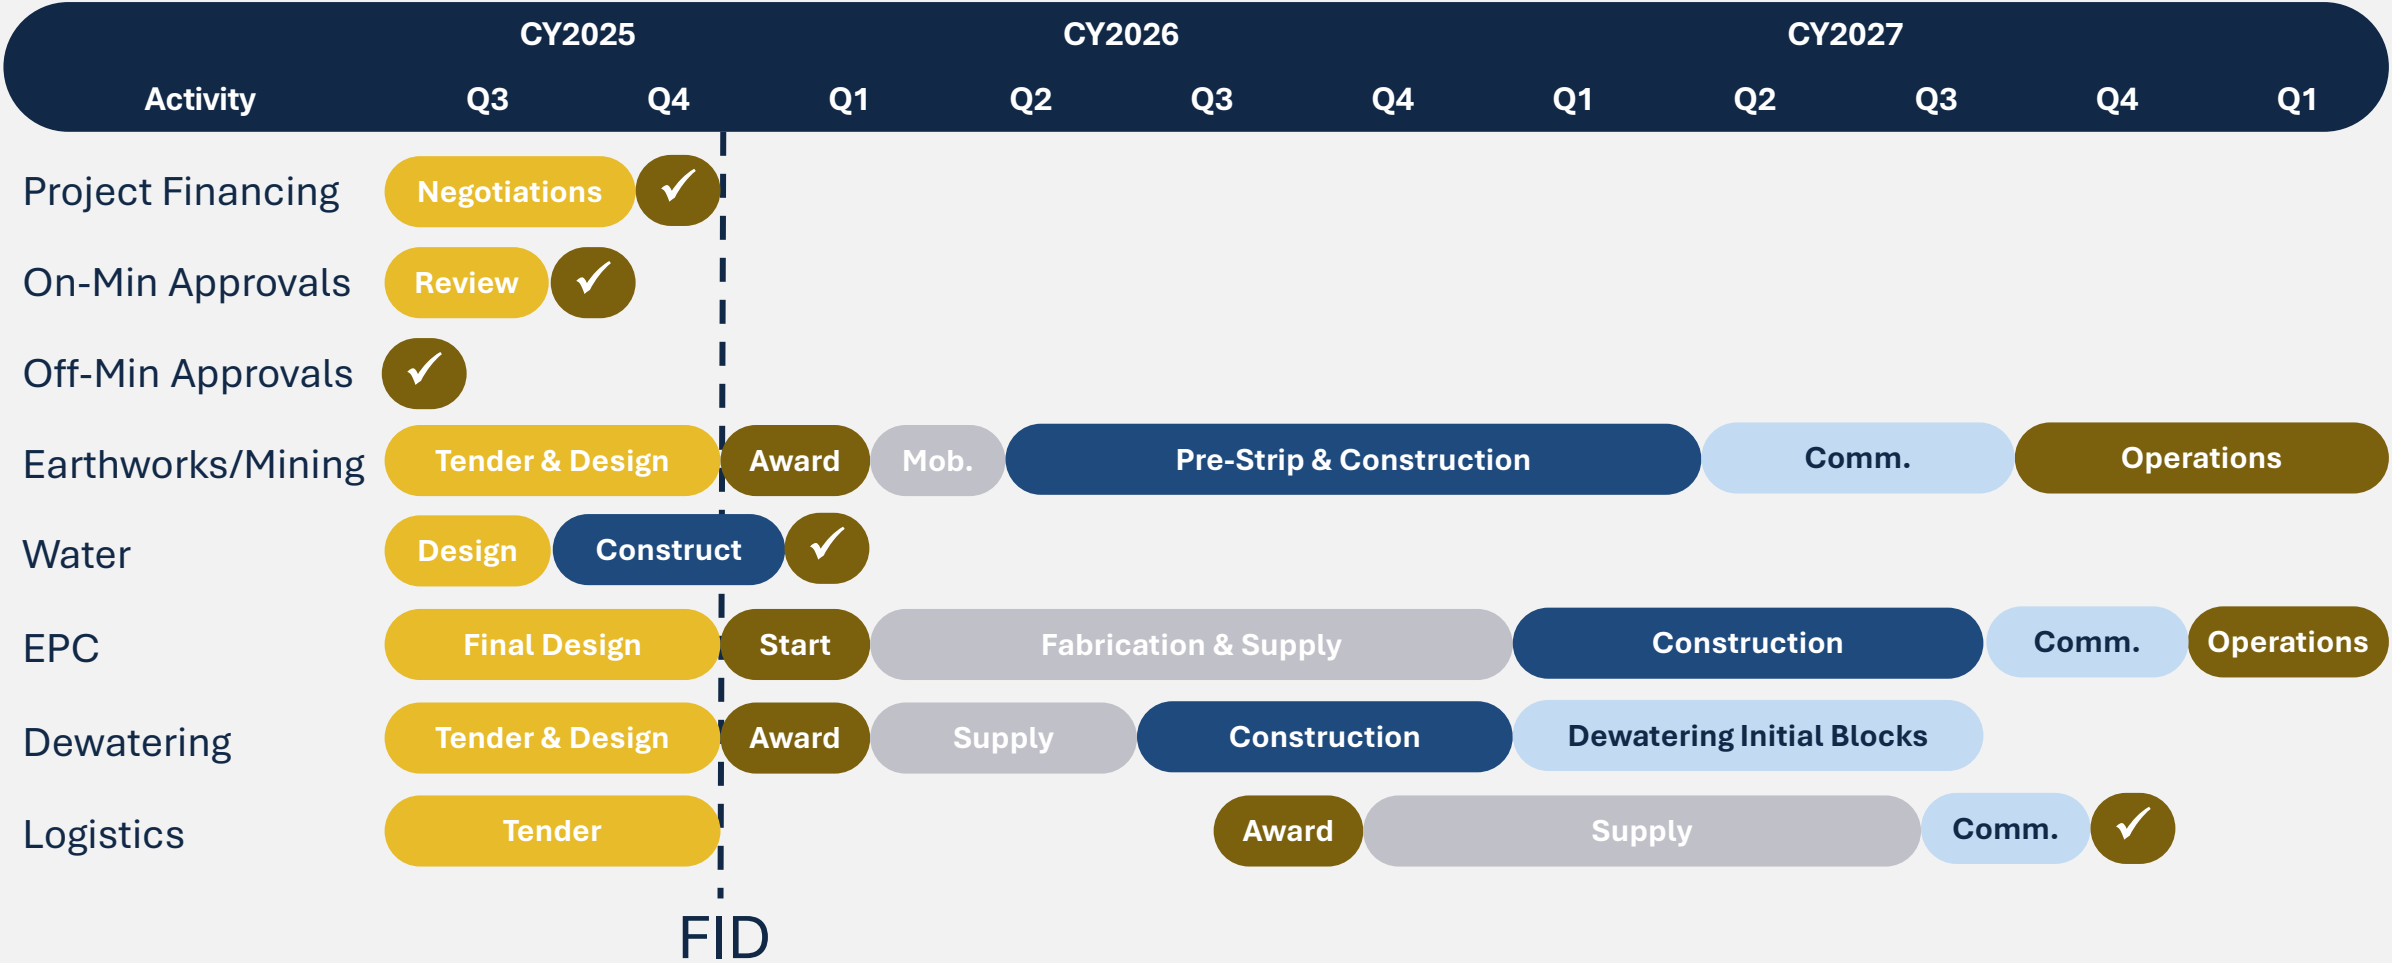 CY2025 CY2026 CY2027
Activity Q3 Q4 Q1 Q2 Q3 Q4 Q1 Q2 Q3 Q4 Q1
Project Financing Negotiations ✓
On-Min Approvals Review ✓
Off-Min Approvals ✓
Earthworks/Mining Tender & Design Award Mob. Pre-Strip & Construction Comm. Operations
Water Design Construct ✓
EPC Final Design Start Fabrication & Supply Construction Comm. Operations
Dewatering Tender & Design Award Supply Construction Dewatering Initial Blocks
Logistics Tender Award Supply Comm. ✓
FID